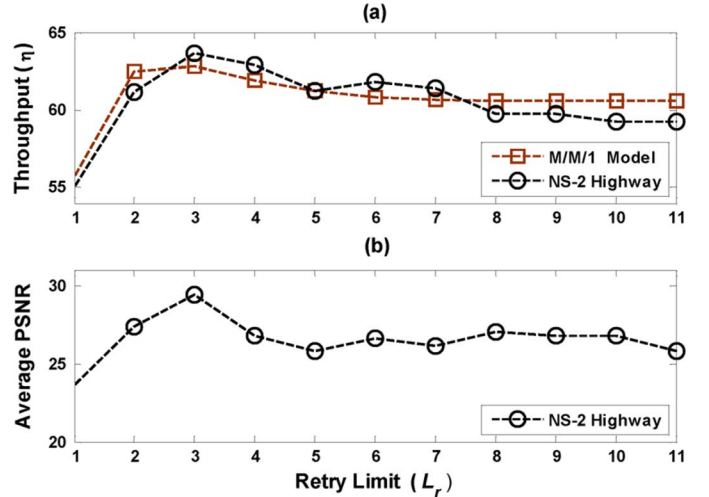 (a)
Throughput ( η )
65
60
55
1 2 3 4 5 6 7 8 9 10 11
M/M/1 Model
NS-2 Highway
(b)
Average PSNR
30
25
20
1 2 3 4 5 6 7 8 9 10 11
NS-2 Highway
Retry Limit ( Lr )